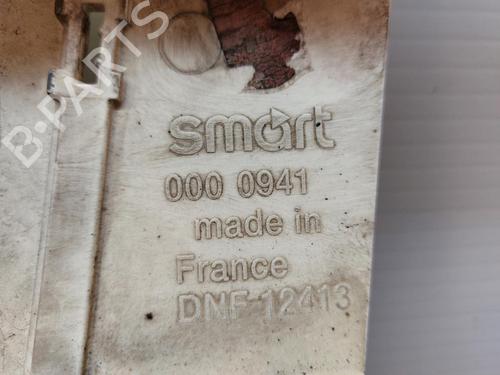 B-PARTS
smart
000 0941
made in
France
DNF 12413